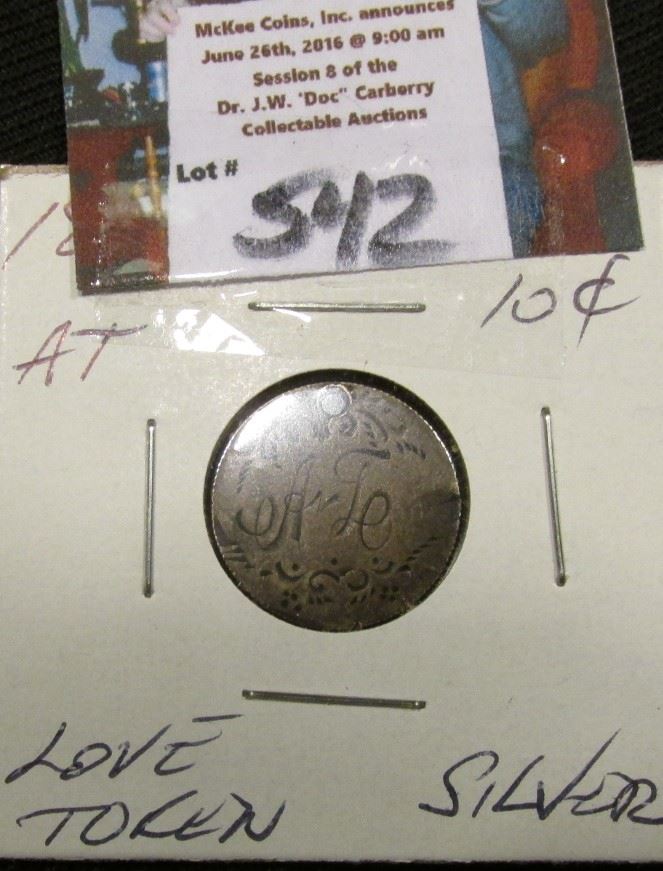 McKee Coins, Inc. announces
June 26th, 2016 @ 9:00 am
Session 8 of the
Dr. J.W. "Doc" Carberry
Collectable Auctions
Lot #
542
10¢
AT
A T
LOVE
TOKEN
SILVER